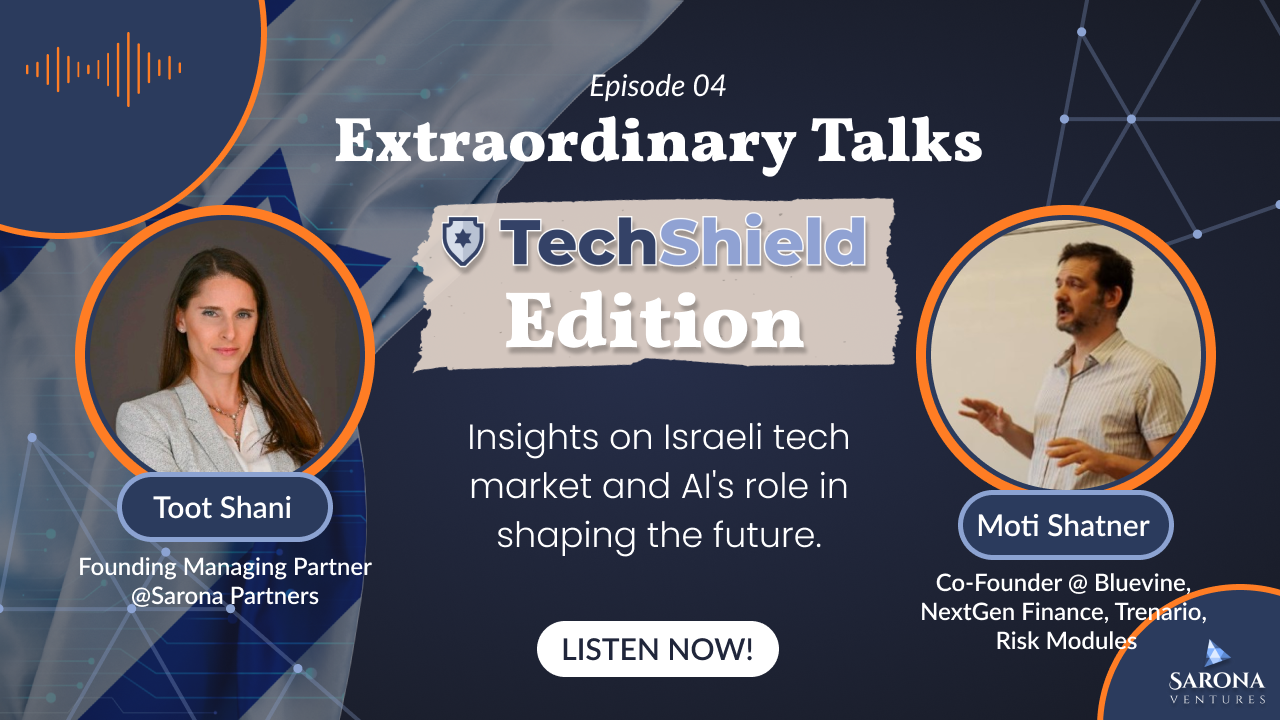 Episode 04
Extraordinary Talks
TechShield
Edition
Insights on Israeli tech
market and AI's role in
shaping the future.
LISTEN NOW!
Toot Shani
Founding Managing Partner
@Sarona Partners
Moti Shatner
Co-Founder @ Bluevine,
NextGen Finance, Trenario,
Risk Modules
SARONA
VENTURES